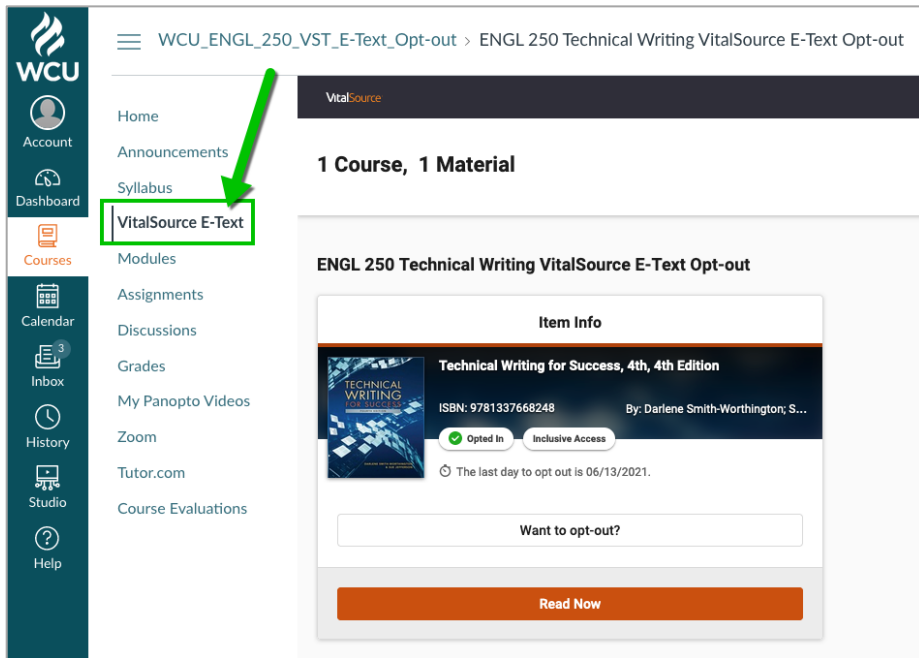 WCU
Account
Dashboard
Courses
Calendar
3
Inbox
History
Studio
Help
WCU_ENGL_250_VST_E-Text_Opt-out › ENGL 250 Technical Writing VitalSource E-Text Opt-out
Home
Announcements
Syllabus
VitalSource E-Text
Modules
Assignments
Discussions
Grades
My Panopto Videos
Zoom
Tutor.com
Course Evaluations
VitalSource
1 Course, 1 Material
ENGL 250 Technical Writing VitalSource E-Text Opt-out
Item Info
TECHNICAL
WRITING
FOR SUCCESS
Technical Writing for Success, 4th, 4th Edition
ISBN: 9781337668248 By: Darlene Smith-Worthington; S...
Opted In Inclusive Access
The last day to opt out is 06/13/2021.
Want to opt-out?
Read Now